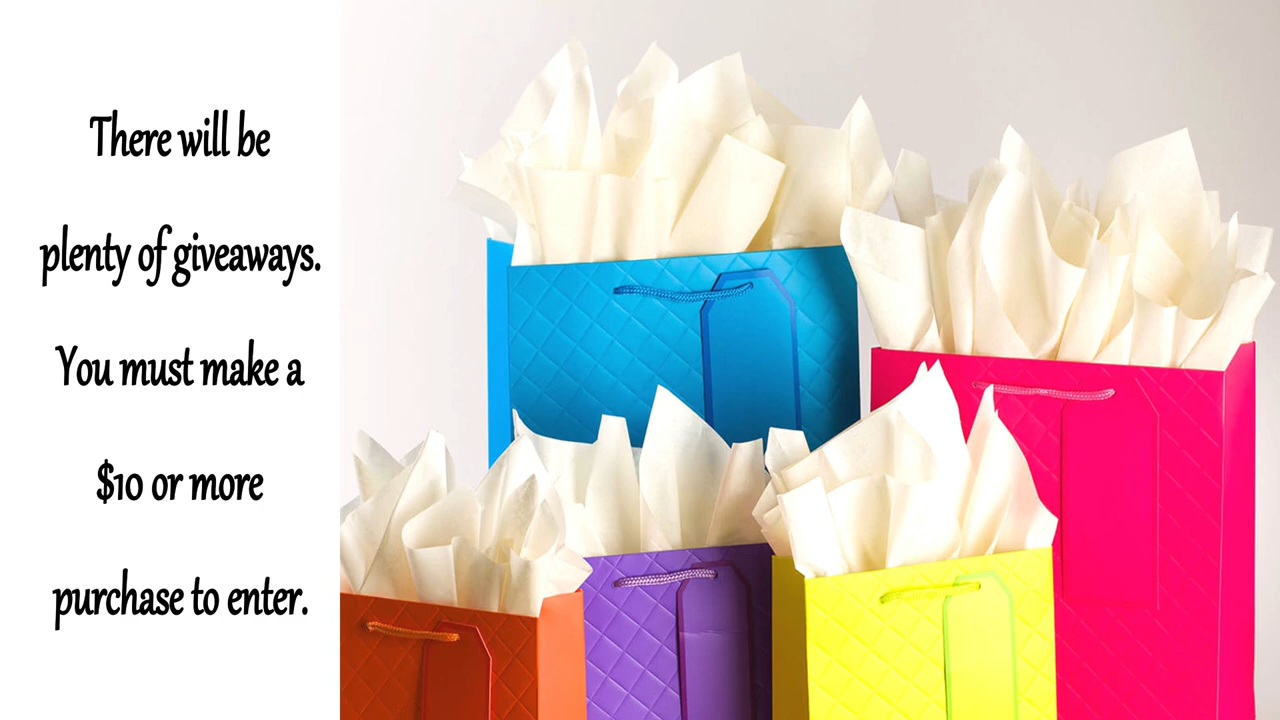 There will be
plenty of giveaways.
You must make a
$10 or more
purchase to enter.